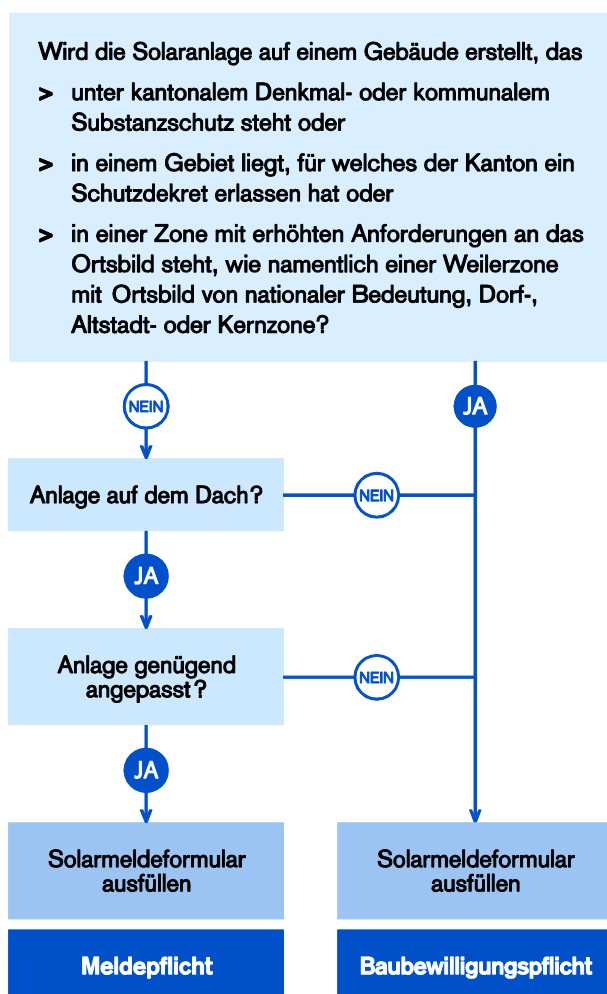 Wird die Solaranlage auf einem Gebäude erstellt, das
> unter kantonalem Denkmal- oder kommunalem
Substanzschutz steht oder
> in einem Gebiet liegt, für welches der Kanton ein
Schutzdekret erlassen hat oder
> in einer Zone mit erhöhten Anforderungen an das
Ortsbild steht, wie namentlich einer Weilerzone
mit Ortsbild von nationaler Bedeutung, Dorf-,
Altstadt- oder Kernzone?
NEIN
JA
Anlage auf dem Dach?
NEIN
JA
Anlage genügend
angepasst?
NEIN
JA
Solarmeldeformular
ausfüllen
Solarmeldeformular
ausfüllen
Meldepflicht
Baubewilligungspflicht